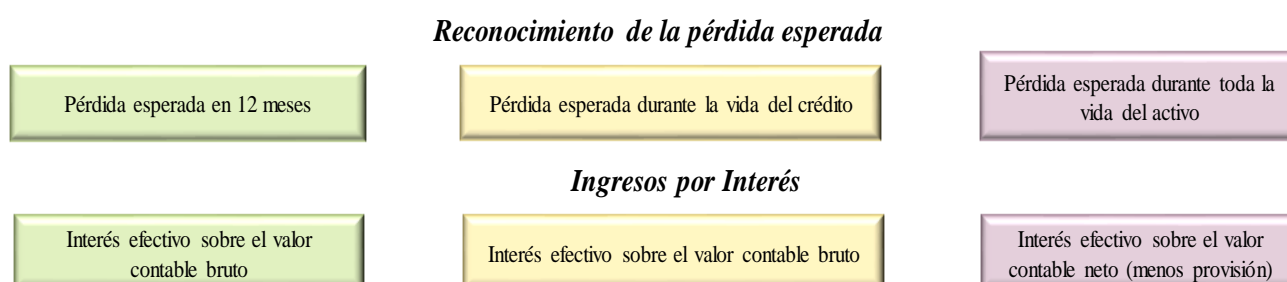 Reconocimiento de la pérdida esperada
Pérdida esperada en 12 meses
Pérdida esperada durante la vida del crédito
Pérdida esperada durante toda la
vida del activo
Ingresos por Interés
Interés efectivo sobre el valor
contable bruto
Interés efectivo sobre el valor contable bruto
Interés efectivo sobre el valor
contable neto (menos provisión)